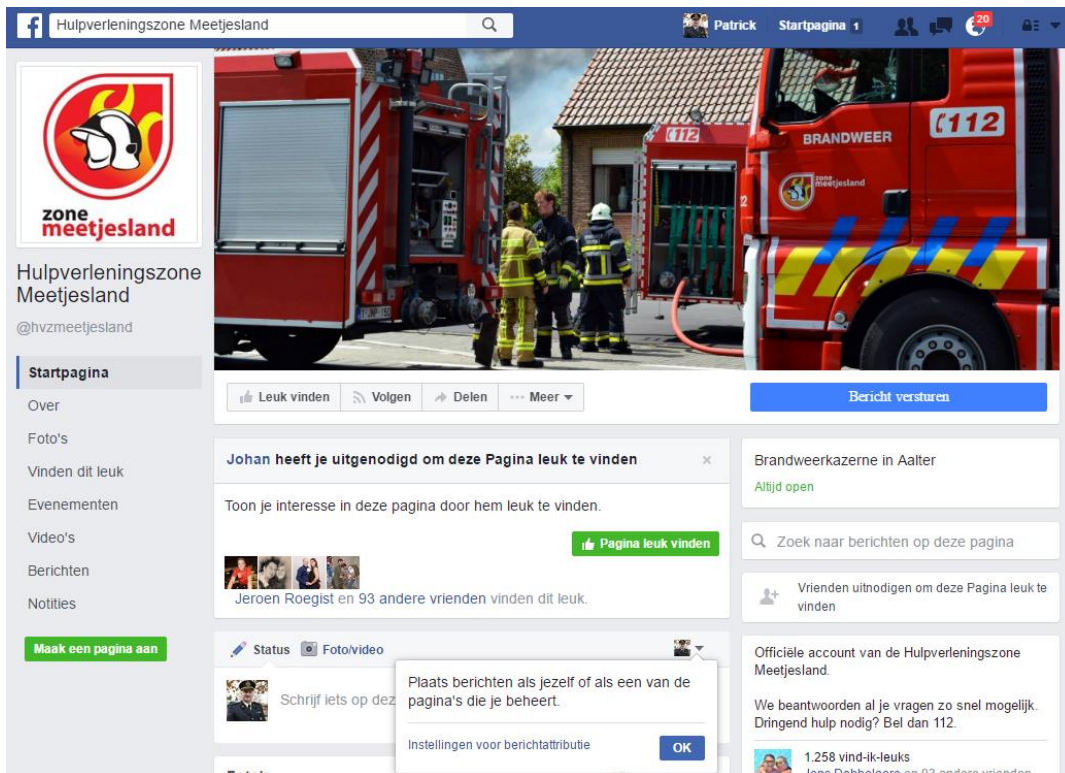 Hulpverleningszone Meetjesland
Patrick
Startpagina 1
20
zone
meetjesland
Hulpverleningszone
Meetjesland
@hvzmeetjesland
Startpagina
Over
Foto's
Vinden dit leuk
Evenementen
Video's
Berichten
Notities
Maak een pagina aan
112
BRANDWEER
112
zone
meetjesland
Leuk vinden
Volgen
Delen
Meer
Bericht versturen
Johan heeft je uitgenodigd om deze Pagina leuk te vinden
Toon je interesse in deze pagina door hem leuk te vinden.
Pagina leuk vinden
Jeroen Roegist en 93 andere vrienden vinden dit leuk.
Status
Foto/video
Schrijf iets op dez
Plaats berichten als jezelf of als een van de
pagina's die je beheert.
Instellingen voor berichtattributie
OK
Brandweerkazerne in Aalter
Altijd open
Zoek naar berichten op deze pagina
Vrienden uitnodigen om deze Pagina leuk te
vinden
Officiële account van de Hulpverleningszone
Meetjesland.
We beantwoorden al je vragen zo snel mogelijk.
Dringend hulp nodig? Bel dan 112.
1.258 vind-ik-leuks
en 93 andere vrienden